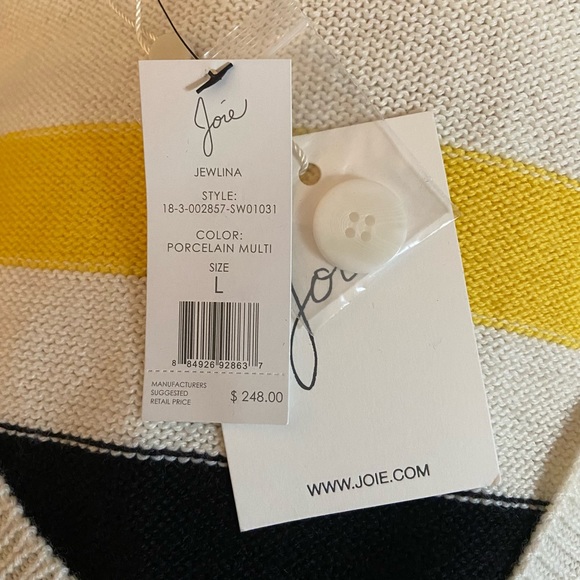 Joie
JEWLINA
STYLE:
18-3-002857-SW01031
COLOR:
PORCELAIN MULTI
SIZE
L
8 84926 92863 7
MANUFACTURERS
SUGGESTED
RETAIL PRICE
$ 248.00
Joie
WWW.JOIE.COM